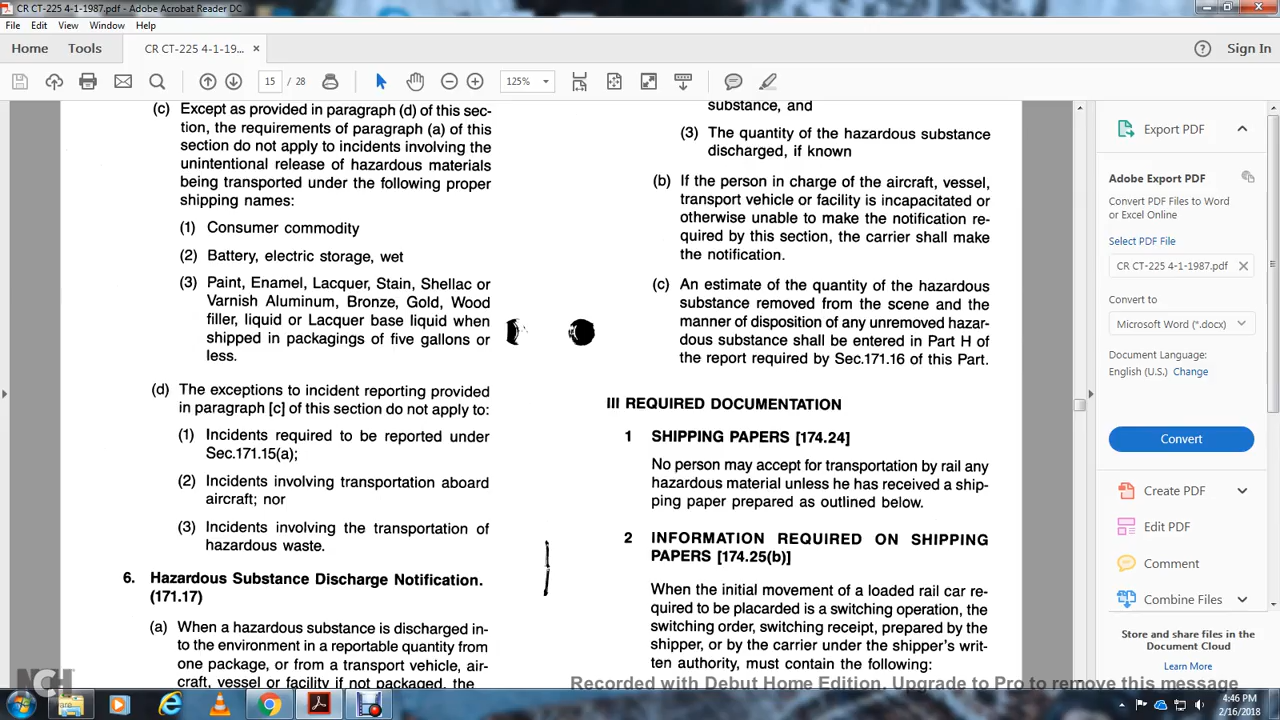 CR CT-225 4-1-1987.pdf - Adobe Acrobat Reader DC
File Edit View Window Help
Home Tools CR CT-225 4-1-19... × Sign In
15 / 28 125%
(c) Except as provided in paragraph (d) of this sec-
tion, the requirements of paragraph (a) of this
section do not apply to incidents involving the
unintentional release of hazardous materials
being transported under the following proper
shipping names:
(1) Consumer commodity
(2) Battery, electric storage, wet
(3) Paint, Enamel, Lacquer, Stain, Shellac or
Varnish Aluminum, Bronze, Gold, Wood
filler, liquid or Lacquer base liquid when
shipped in packagings of five gallons or
less.
(d) The exceptions to incident reporting provided
in paragraph [c] of this section do not apply to:
(1) Incidents required to be reported under
Sec.171.15(a);
(2) Incidents involving transportation aboard
aircraft; nor
(3) Incidents involving the transportation of
hazardous waste.
6. Hazardous Substance Discharge Notification.
(171.17)
(a) When a hazardous substance is discharged in-
to the environment in a reportable quantity from
one package, or from a transport vehicle, air-
craft, vessel or facility if not packaged, the
substance, and
(3) The quantity of the hazardous substance
discharged, if known
(b) If the person in charge of the aircraft, vessel,
transport vehicle or facility is incapacitated or
otherwise unable to make the notification re-
quired by this section, the carrier shall make
the notification.
(c) An estimate of the quantity of the hazardous
substance removed from the scene and the
manner of disposition of any unremoved hazar-
dous substance shall be entered in Part H of
the report required by Sec.171.16 of this Part.
III REQUIRED DOCUMENTATION
1 SHIPPING PAPERS [174.24]
No person may accept for transportation by rail any
hazardous material unless he has received a ship-
ping paper prepared as outlined below.
2 INFORMATION REQUIRED ON SHIPPING
PAPERS [174.25(b)]
When the initial movement of a loaded rail car re-
quired to be placarded is a switching operation, the
switching order, switching receipt, prepared by the
shipper, or by the carrier under the shipper's writ-
ten authority, must contain the following:
Export PDF
Adobe Export PDF
Convert PDF Files to Word
or Excel Online
Select PDF File
CR CT-225 4-1-1987.pdf
Convert to
Microsoft Word (*.docx)
Document Language:
English (U.S.) Change
Convert
Create PDF
Edit PDF
Comment
Combine Files
Store and share files in the
Document Cloud
Learn More
NCH
Recorded with Debut Home Edition. Upgrade to Pro to remove this message
4:46 PM
2/16/2018